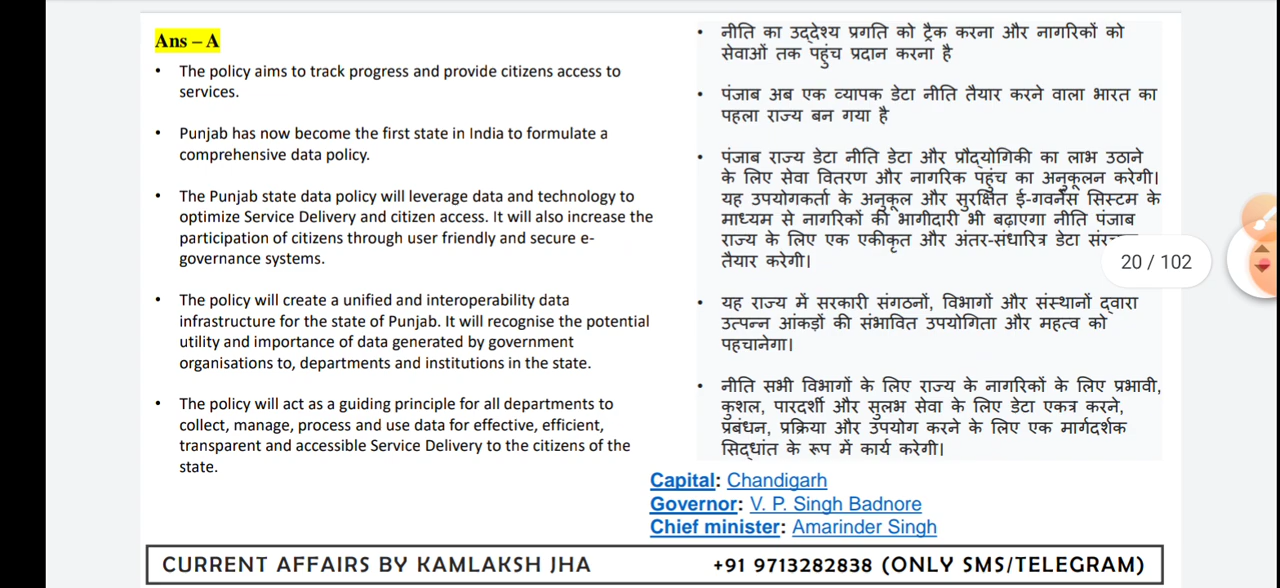 Ans – A
• The policy aims to track progress and provide citizens access to
services.
• Punjab has now become the first state in India to formulate a
comprehensive data policy.
• The Punjab state data policy will leverage data and technology to
optimize Service Delivery and citizen access. It will also increase the
participation of citizens through user friendly and secure e-
governance systems.
• The policy will create a unified and interoperability data
infrastructure for the state of Punjab. It will recognise the potential
utility and importance of data generated by government
organisations to, departments and institutions in the state.
• The policy will act as a guiding principle for all departments to
collect, manage, process and use data for effective, efficient,
transparent and accessible Service Delivery to the citizens of the
state.
• नीति का उद्देश्य प्रगति को ट्रैक करना और नागरिकों को
सेवाओं तक पहुंच प्रदान करना है
• पंजाब अब एक व्यापक डेटा नीति तैयार करने वाला भारत का
पहला राज्य बन गया है
• पंजाब राज्य डेटा नीति डेटा और प्रौद्योगिकी का लाभ उठाने
के लिए सेवा वितरण और नागरिक पहुंच का अनुकूलन करेगी।
यह उपयोगकर्ता के अनुकूल और सुरक्षित ई-गवर्नेंस सिस्टम के
माध्यम से नागरिकों की भागीदारी भी बढ़ाएगा नीति पंजाब
राज्य के लिए एक एकीकृत और अंतर-संधारित्र डेटा
तैयार करेगी।
20 / 102
• यह राज्य में सरकारी संगठनों, विभागों और संस्थानों द्वारा
उत्पन्न आंकड़ों की संभावित उपयोगिता और महत्व को
पहचानेगा।
• नीति सभी विभागों के लिए राज्य के नागरिकों के लिए प्रभावी,
कुशल, पारदर्शी और सुलभ सेवा के लिए डेटा एकत्र करने,
प्रबंधन, प्रक्रिया और उपयोग करने के लिए एक मार्गदर्शक
सिद्धांत के रूप में कार्य करेगी।
Capital: Chandigarh
Governor: V. P. Singh Badnore
Chief minister: Amarinder Singh
CURRENT AFFAIRS BY KAMLAKSH JHA +91 9713282838 (ONLY SMS/TELEGRAM)